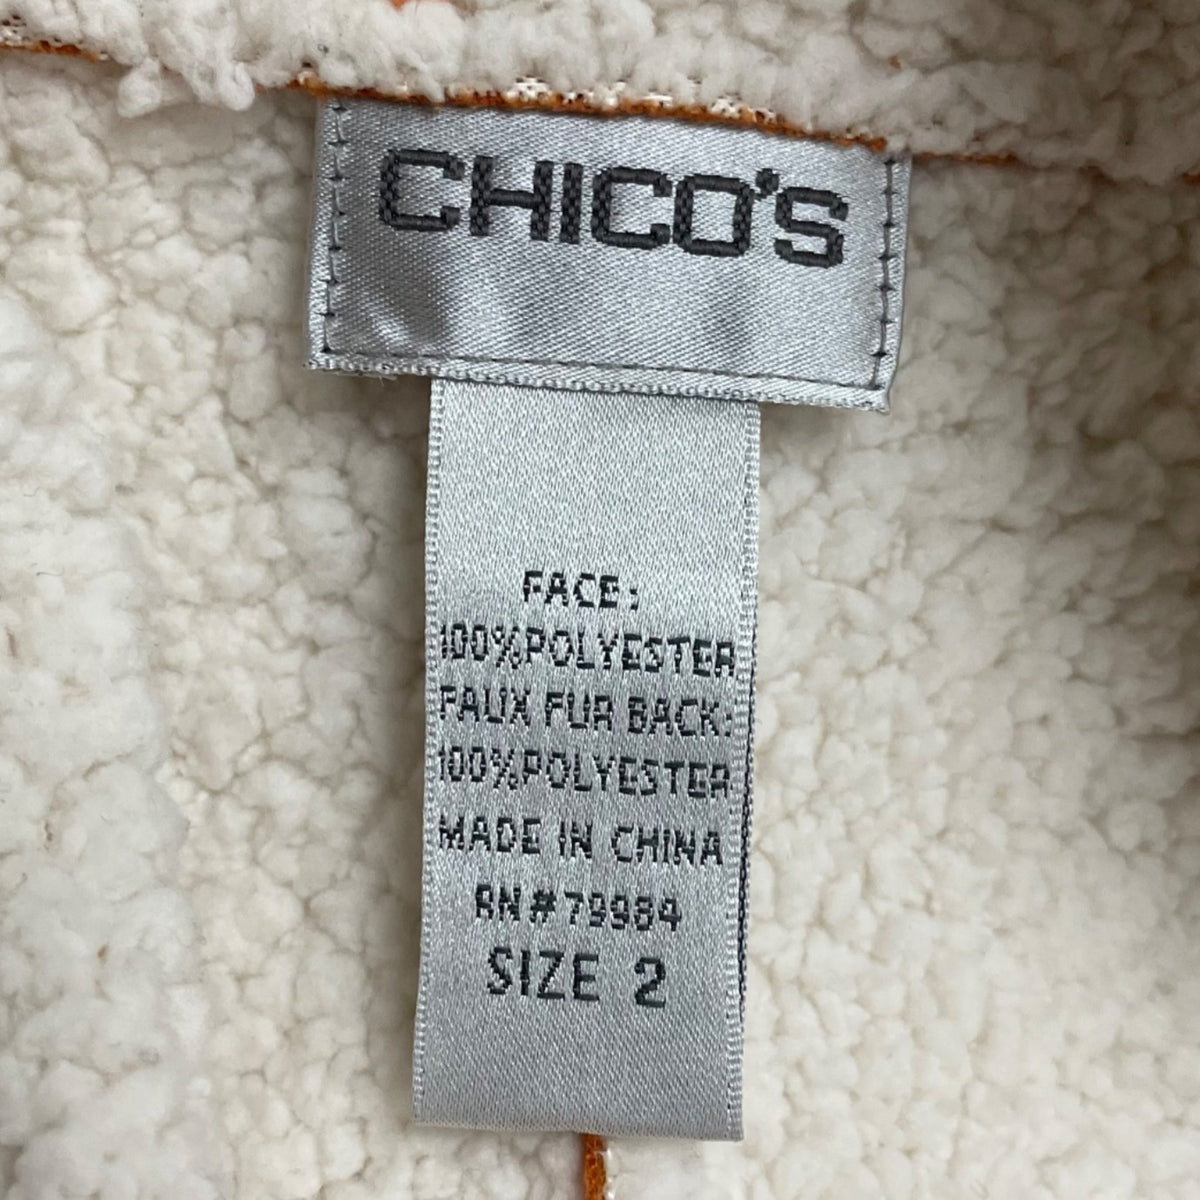 CHICO'S
FACE:
100%POLYESTER
FAUX FUR BACK:
100%POLYESTER
MADE IN CHINA
RN#79984
SIZE 2